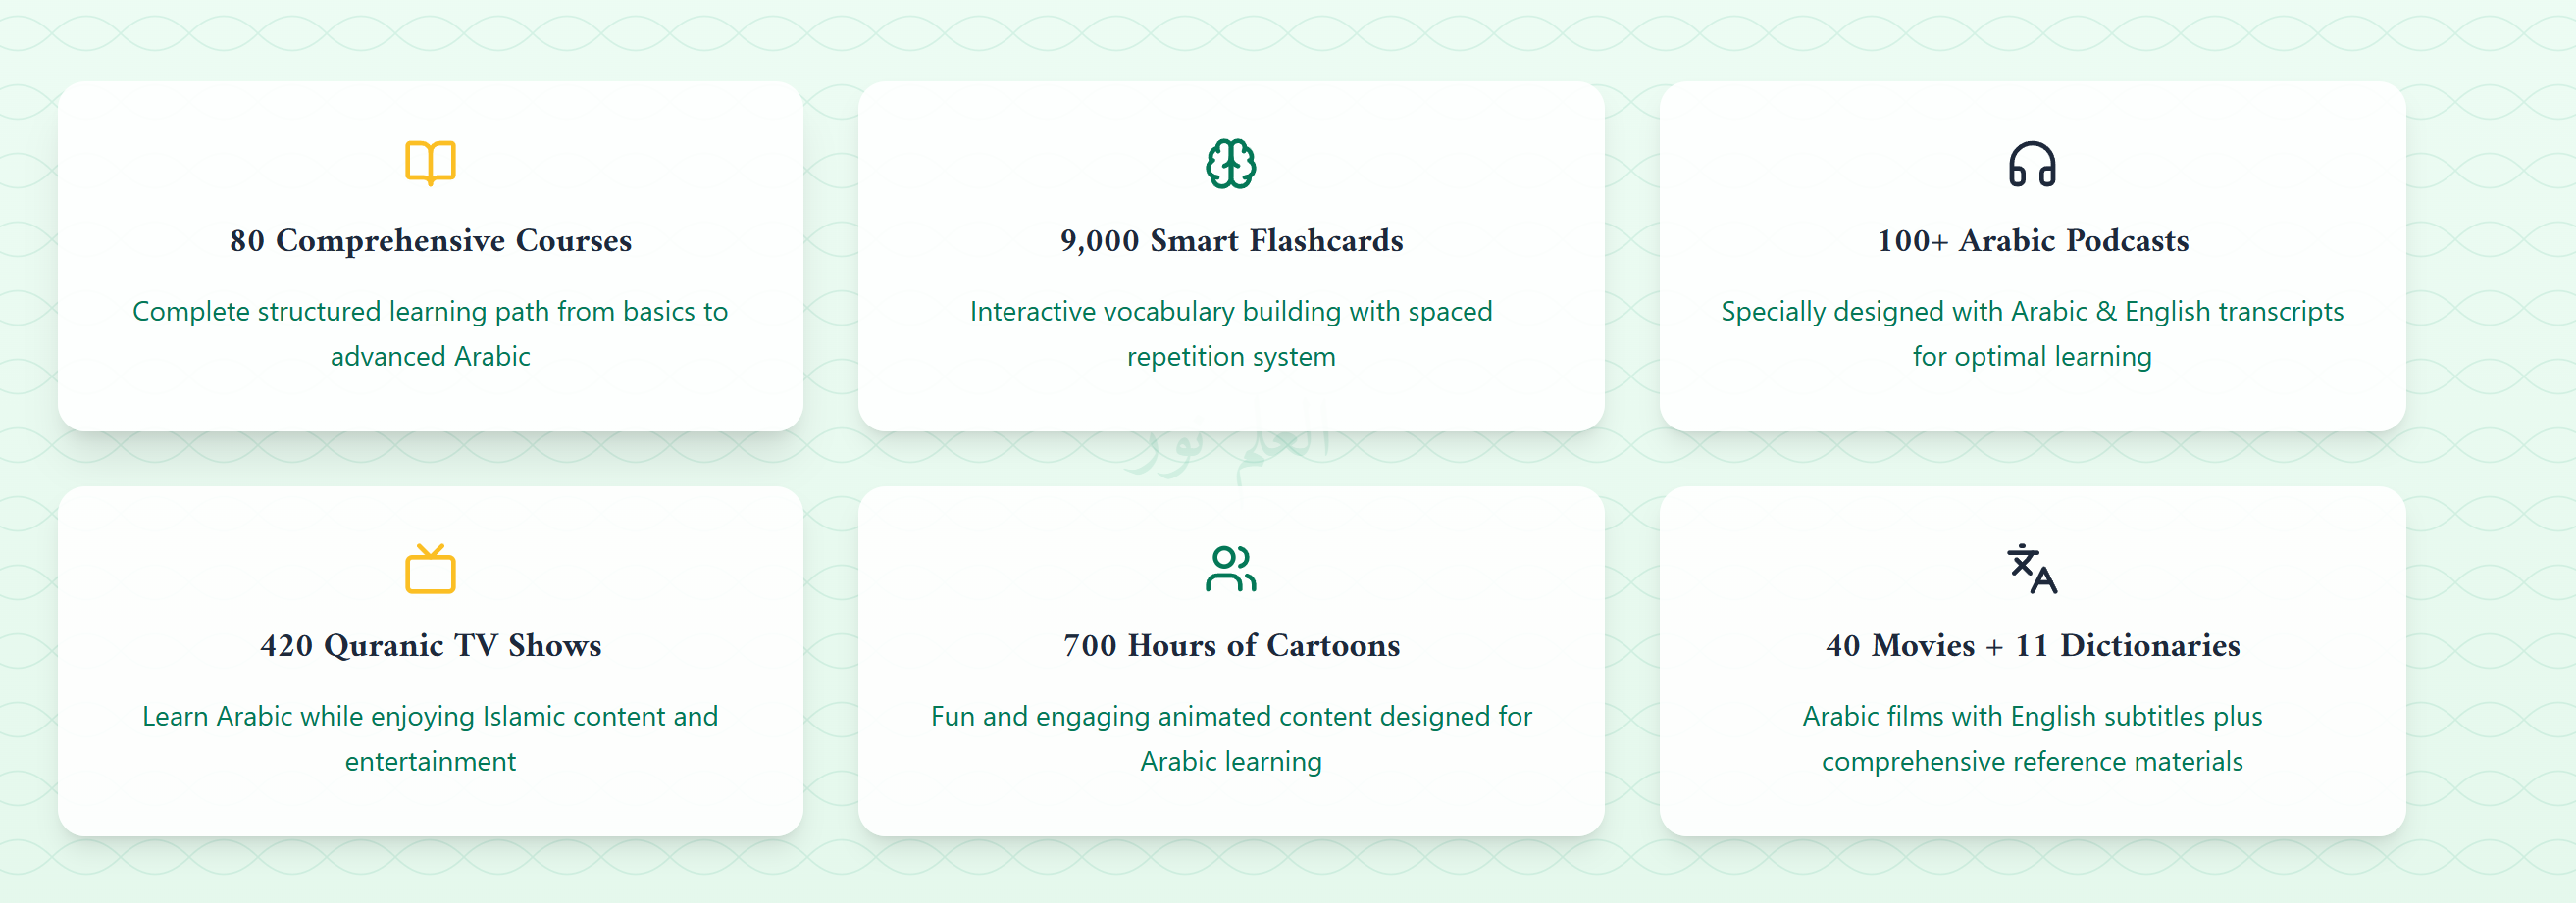 80 Comprehensive Courses
Complete structured learning path from basics to
advanced Arabic
9,000 Smart Flashcards
Interactive vocabulary building with spaced
repetition system
100+ Arabic Podcasts
Specially designed with Arabic & English transcripts
for optimal learning
العلم نور
420 Quranic TV Shows
Learn Arabic while enjoying Islamic content and
entertainment
700 Hours of Cartoons
Fun and engaging animated content designed for
Arabic learning
40 Movies + 11 Dictionaries
Arabic films with English subtitles plus
comprehensive reference materials